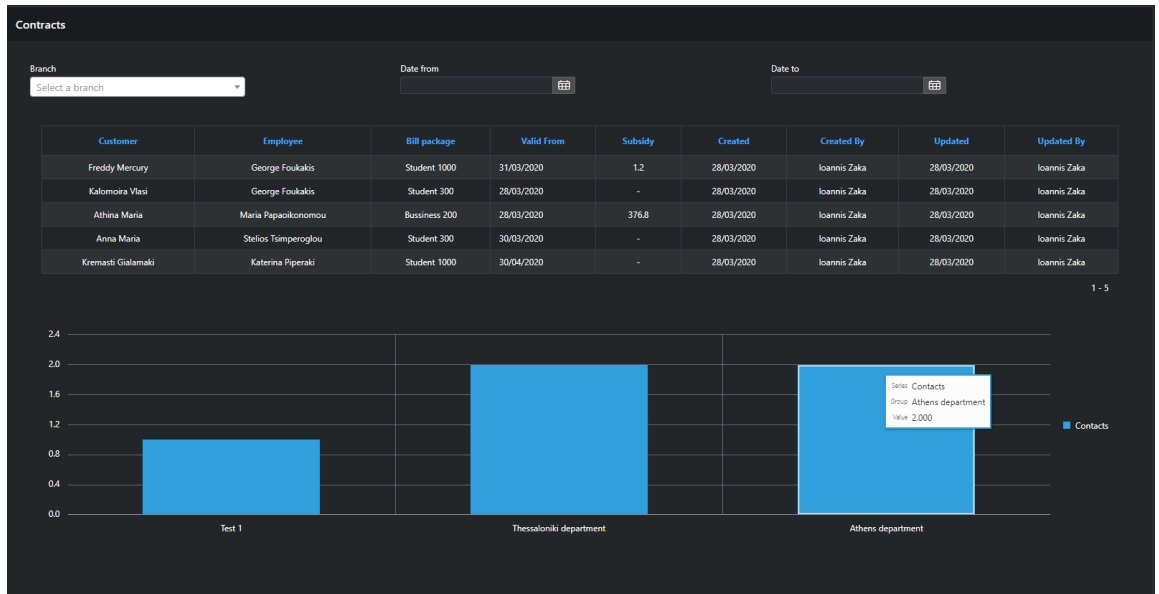 Contracts
Branch Date from Date to
Select a branch
Customer Employee Bill package Valid From Subsidy Created Created By Updated Updated By
Freddy Mercury George Foukakis Student 1000 31/03/2020 1.2 28/03/2020 Ioannis Zaka 28/03/2020 Ioannis Zaka
Kalomoira Vlasi George Foukakis Student 300 28/03/2020 - 28/03/2020 Ioannis Zaka 28/03/2020 Ioannis Zaka
Athina Maria Maria Papaoikonomou Bussiness 200 28/03/2020 376.8 28/03/2020 Ioannis Zaka 28/03/2020 Ioannis Zaka
Anna Maria Stelios Tsimperoglou Student 300 30/03/2020 - 28/03/2020 Ioannis Zaka 28/03/2020 Ioannis Zaka
Kremasti Gialamaki Katerina Piperaki Student 1000 30/04/2020 - 28/03/2020 Ioannis Zaka 28/03/2020 Ioannis Zaka
1 - 5
2.4
2.0
1.6
1.2
0.8
0.4
0.0
Series Contacts
Group Athens department
Value 2.000
Contacts
Test 1 Thessaloniki department Athens department